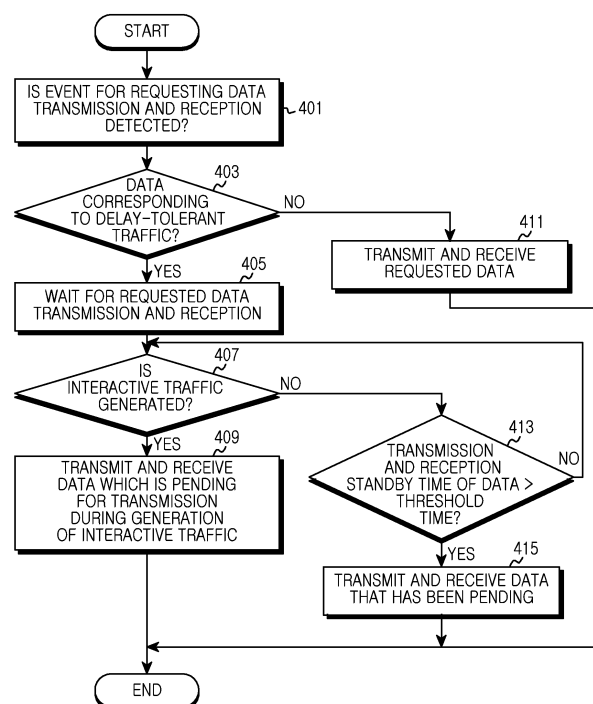 START
IS EVENT FOR REQUESTING DATA
TRANSMISSION AND RECEPTION
DETECTED?
401
DATA
CORRESPONDING
TO DELAY-TOLERANT
TRAFFIC?
403
NO
411
TRANSMIT AND RECEIVE
REQUESTED DATA
YES
405
WAIT FOR REQUESTED DATA
TRANSMISSION AND RECEPTION
IS
INTERACTIVE TRAFFIC
GENERATED?
407
NO
413
TRANSMISSION
AND RECEPTION
STANDBY TIME OF DATA >
THRESHOLD
TIME?
NO
YES
409
TRANSMIT AND RECEIVE
DATA WHICH IS PENDING
FOR TRANSMISSION
DURING GENERATION
OF INTERACTIVE TRAFFIC
YES
415
TRANSMIT AND RECEIVE DATA
THAT HAS BEEN PENDING
END